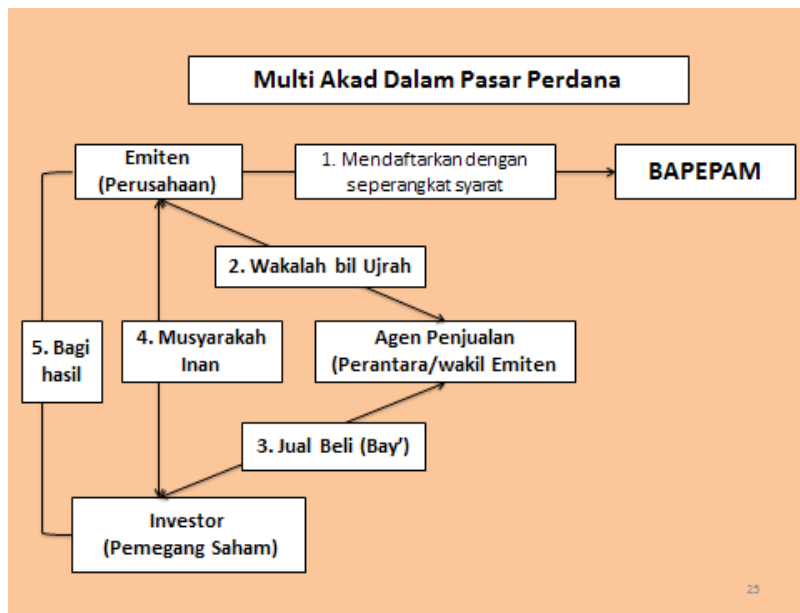 Multi Akad Dalam Pasar Perdana
Emiten
(Perusahaan)
1. Mendaftarkan dengan
seperangkat syarat
BAPEPAM
2. Wakalah bil Ujrah
5. Bagi
hasil
4. Musyarakah
Inan
Agen Penjualan
(Perantara/wakil Emiten
3. Jual Beli (Bay’)
Investor
(Pemegang Saham)
25